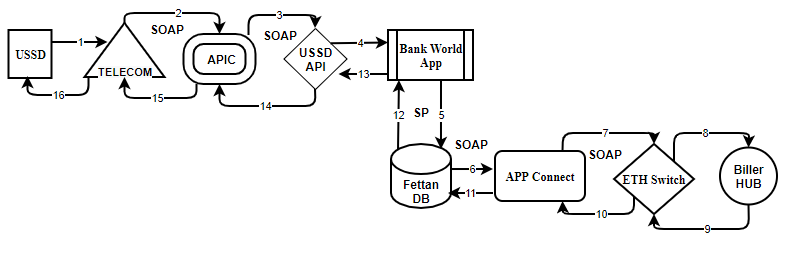 2
3
SOAP
SOAP
4
1
USSD
APIC
USSD
API
Bank World
App
TELECOM
13
16
15
14
12
SP
5
SOAP
7
8
SOAP
6
Fettan
DB
APP Connect
ETH Switch
Biller
HUB
11
10
9